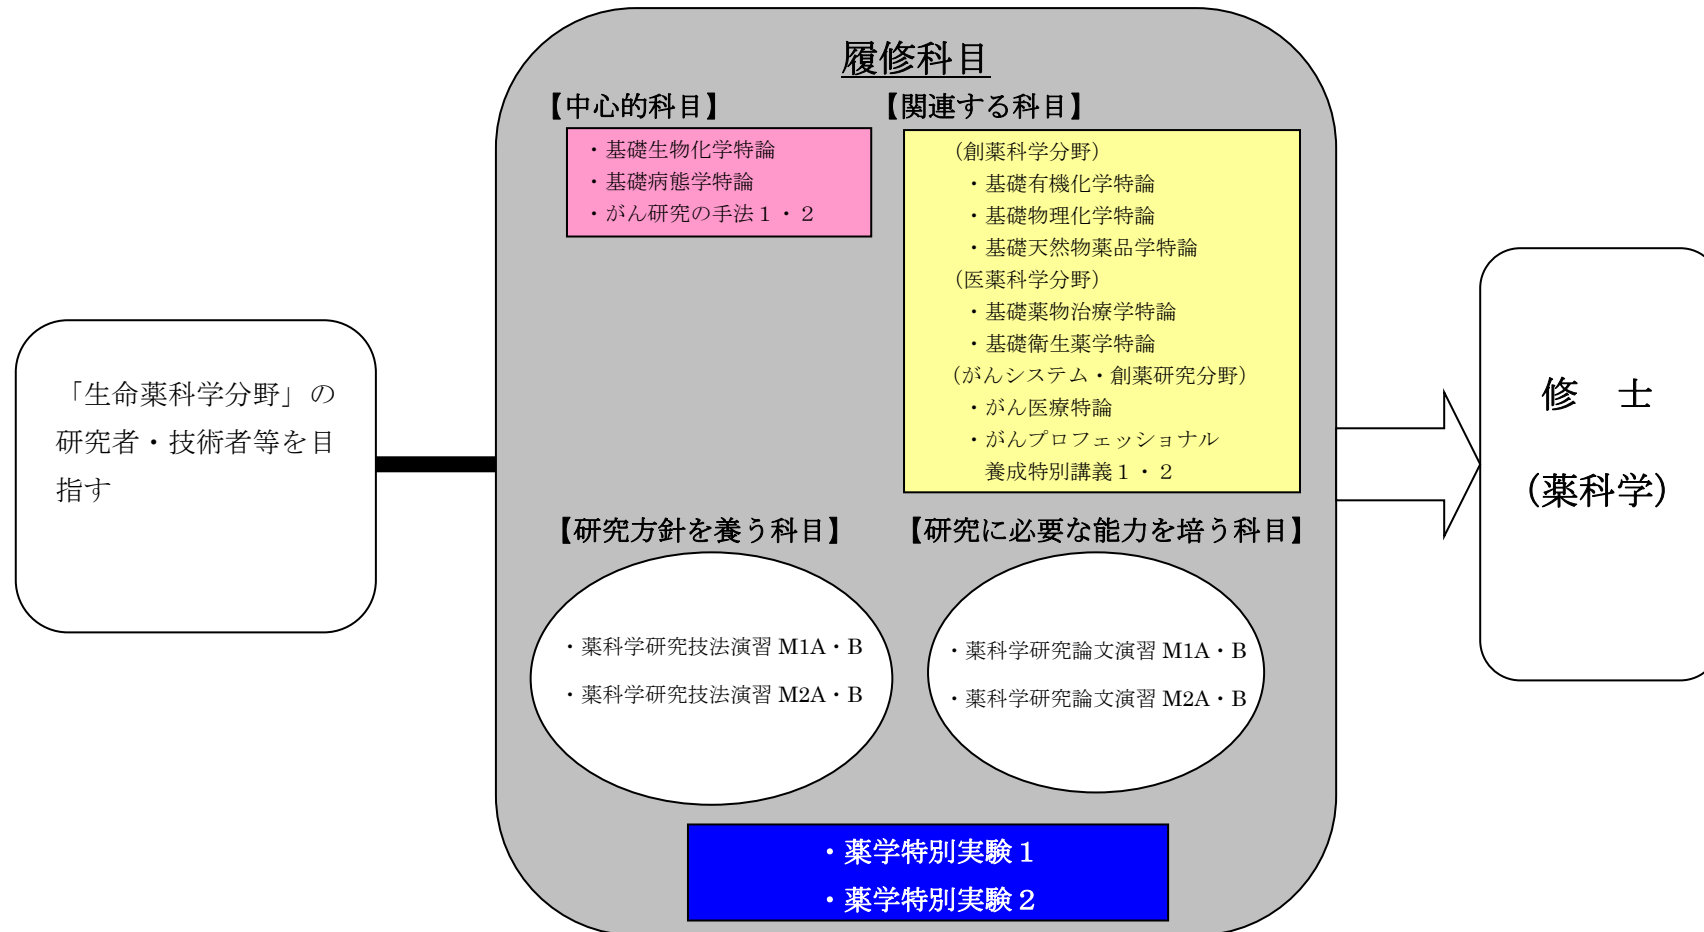 履修科目
【中心的科目】
・基礎生物化学特論
・基礎病態学特論
・がん研究の手法１・２
【関連する科目】
（創薬科学分野）
・基礎有機化学特論
・基礎物理化学特論
・基礎天然物薬品学特論
（医薬科学分野）
・基礎薬物治療学特論
・基礎衛生薬学特論
（がんシステム・創薬研究分野）
・がん医療特論
・がんプロフェッショナル
養成特別講義１・２
「生命薬科学分野」の
研究者・技術者等を目
指す
【研究方針を養う科目】
・薬科学研究技法演習 M1A・B
・薬科学研究技法演習 M2A・B
【研究に必要な能力を培う科目】
・薬科学研究論文演習 M1A・B
・薬科学研究論文演習 M2A・B
・薬学特別実験１
・薬学特別実験２
修　士
（薬科学）